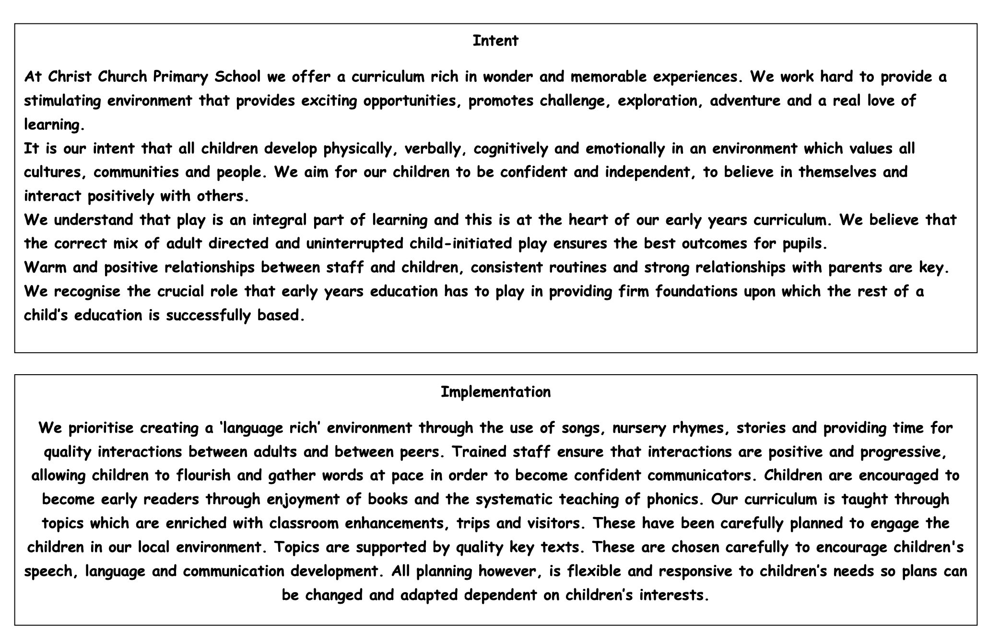 Intent
At Christ Church Primary School we offer a curriculum rich in wonder and memorable experiences. We work hard to provide a
stimulating environment that provides exciting opportunities, promotes challenge, exploration, adventure and a real love of
learning.
It is our intent that all children develop physically, verbally, cognitively and emotionally in an environment which values all
cultures, communities and people. We aim for our children to be confident and independent, to believe in themselves and
interact positively with others.
We understand that play is an integral part of learning and this is at the heart of our early years curriculum. We believe that
the correct mix of adult directed and uninterrupted child-initiated play ensures the best outcomes for pupils.
Warm and positive relationships between staff and children, consistent routines and strong relationships with parents are key.
We recognise the crucial role that early years education has to play in providing firm foundations upon which the rest of a
child’s education is successfully based.
Implementation
We prioritise creating a ‘language rich’ environment through the use of songs, nursery rhymes, stories and providing time for
quality interactions between adults and between peers. Trained staff ensure that interactions are positive and progressive,
allowing children to flourish and gather words at pace in order to become confident communicators. Children are encouraged to
become early readers through enjoyment of books and the systematic teaching of phonics. Our curriculum is taught through
topics which are enriched with classroom enhancements, trips and visitors. These have been carefully planned to engage the
children in our local environment. Topics are supported by quality key texts. These are chosen carefully to encourage children's
speech, language and communication development. All planning however, is flexible and responsive to children’s needs so plans can
be changed and adapted dependent on children’s interests.